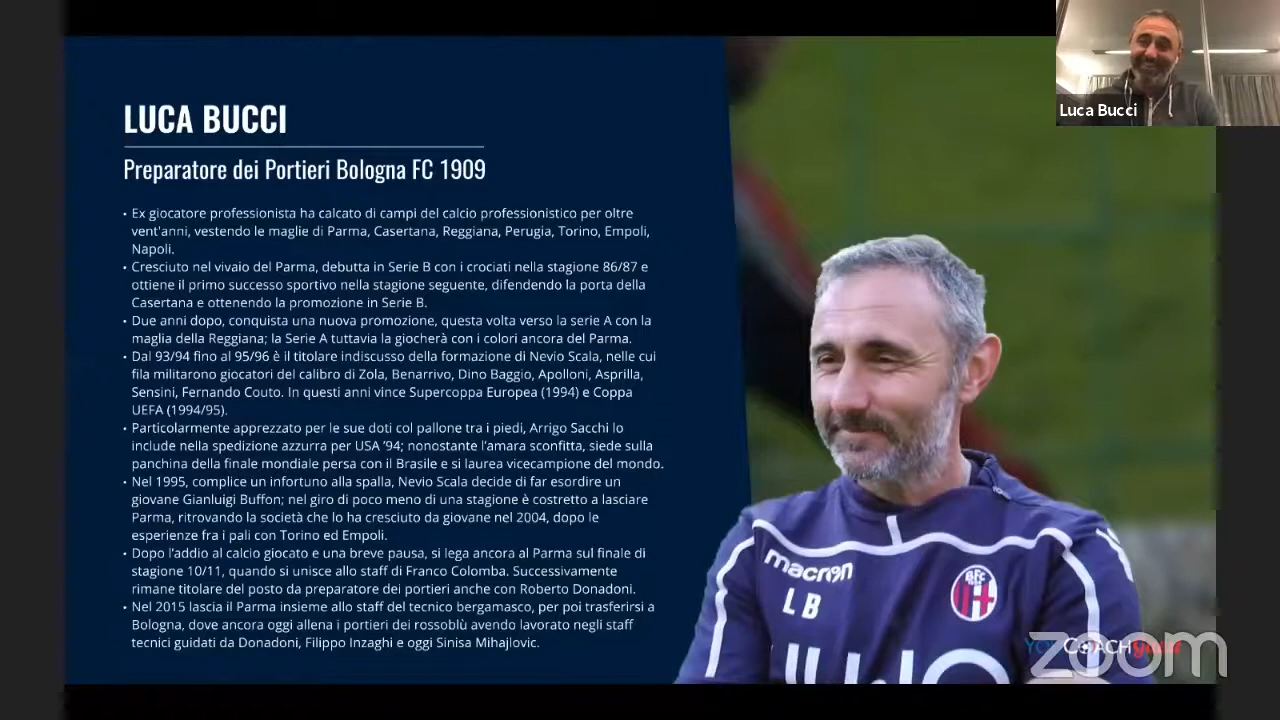 Luca Bucci
LUCA BUCCI
Preparatore dei Portieri Bologna FC 1909
• Ex giocatore professionista ha calcato di campi del calcio professionistico per oltre
vent'anni, vestendo le maglie di Parma, Casertana, Reggiana, Perugia, Torino, Empoli,
Napoli.
• Cresciuto nel vivaio del Parma, debutta in Serie B con i crociati nella stagione 86/87 e
ottiene il primo successo sportivo nella stagione seguente, difendendo la porta della
Casertana e ottenendo la promozione in Serie B.
• Due anni dopo, conquista una nuova promozione, questa volta verso la serie A con la
maglia della Reggiana; la Serie A tuttavia la giocherà con i colori ancora del Parma.
• Dal 93/94 fino al 95/96 è il titolare indiscusso della formazione di Nevio Scala, nelle cui
fila militarono giocatori del calibro di Zola, Benarrivo, Dino Baggio, Apolloni, Asprilla,
Sensini, Fernando Couto. In questi anni vince Supercoppa Europea (1994) e Coppa
UEFA (1994/95).
• Particolarmente apprezzato per le sue doti col pallone tra i piedi, Arrigo Sacchi lo
include nella spedizione azzurra per USA '94; nonostante l'amara sconfitta, siede sulla
panchina della finale mondiale persa con il Brasile e si laurea vicecampione del mondo.
• Nel 1995, complice un infortuno alla spalla, Nevio Scala decide di far esordire un
giovane Gianluigi Buffon; nel giro di poco meno di una stagione è costretto a lasciare
Parma, ritrovando la società che lo ha cresciuto da giovane nel 2004, dopo le
esperienze fra i pali con Torino ed Empoli.
• Dopo l'addio al calcio giocato e una breve pausa, si lega ancora al Parma sul finale di
stagione 10/11, quando si unisce allo staff di Franco Colomba. Successivamente
rimane titolare del posto da preparatore dei portieri anche con Roberto Donadoni.
• Nel 2015 lascia il Parma insieme allo staff del tecnico bergamasco, per poi trasferirsi a
Bologna, dove ancora oggi allena i portieri dei rossoblù avendo lavorato negli staff
tecnici guidati da Donadoni, Filippo Inzaghi e oggi Sinisa Mihajlovic.
macron
BFC
LB
COACH
zoom